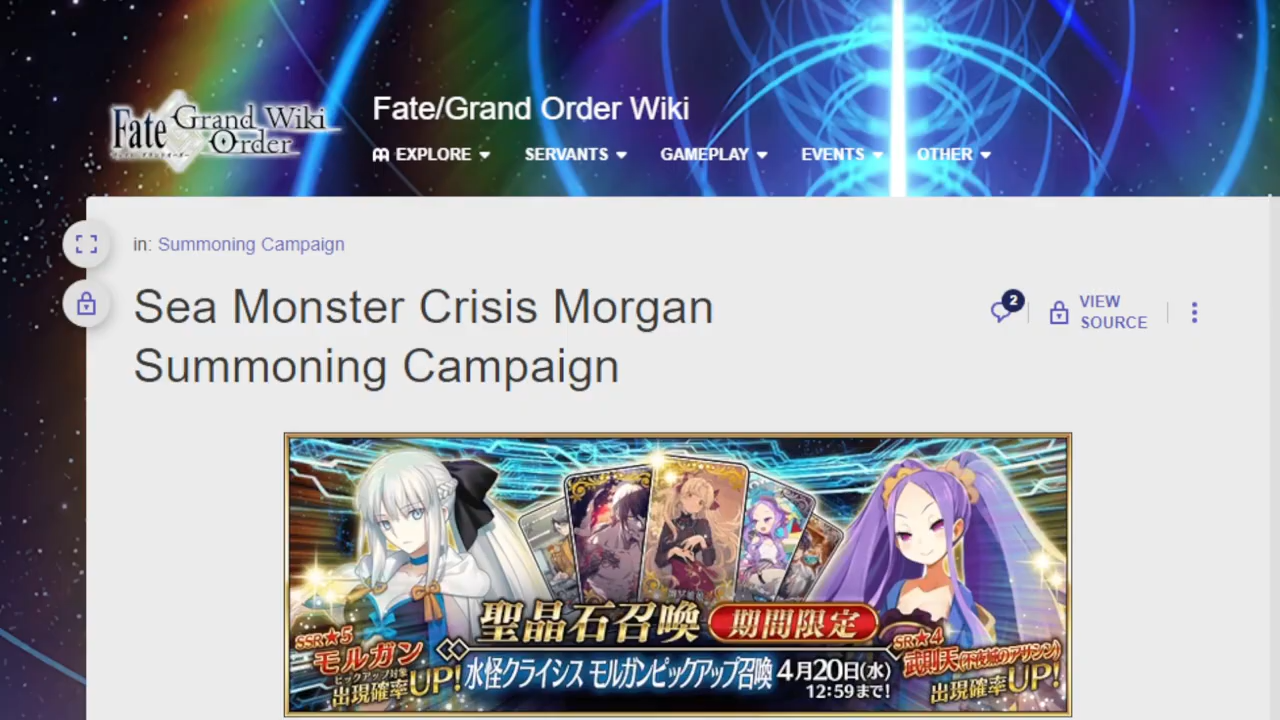 Fate Grand Wiki
Order
Fate/Grand Order Wiki
EXPLORE SERVANTS GAMEPLAY EVENTS OTHER
in: Summoning Campaign
Sea Monster Crisis Morgan
Summoning Campaign
2
VIEW
SOURCE
聖晶石召喚 期間限定
SSR★5
モルガン
ピックアップ対象
出現確率UP!
水怪クライシス モルガンピックアップ召喚 4月20日(水)
12:59まで!
SR★4
武則天(不夜城のアサシン)
出現確率UP!